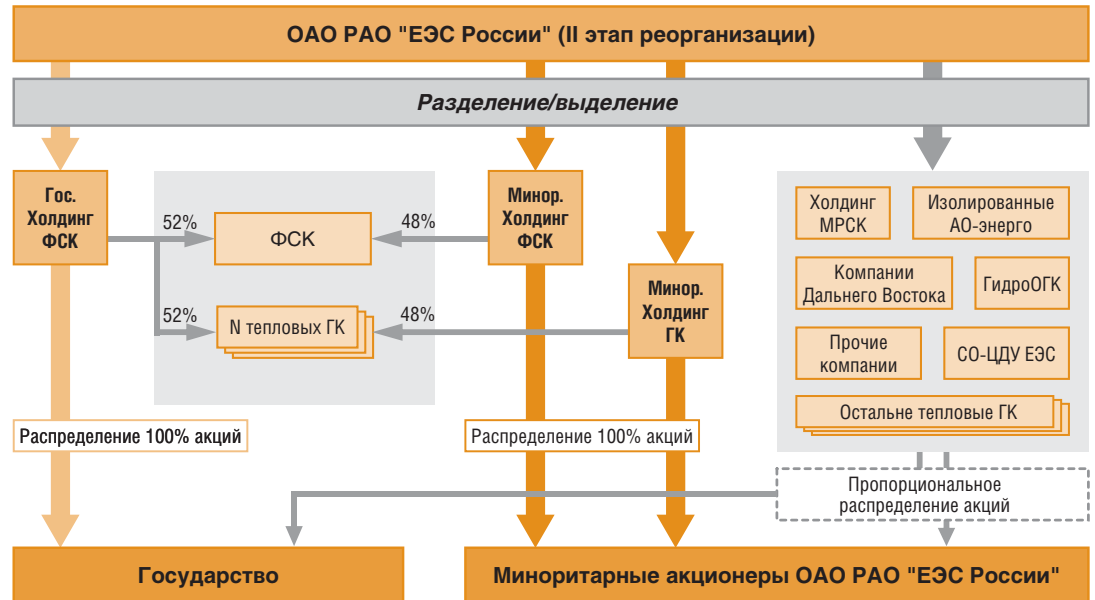 ОАО РАО "ЕЭС России" (II этап реорганизации)
Разделение/выделение
Гос.
Холдинг
ФСК
52%
ФСК
48%
52%
N тепловых ГК
48%
Минор.
Холдинг
ФСК
Минор.
Холдинг
ГК
Холдинг
МРСК
Изолированные
АО-энерго
Компании
Дальнего Востока
ГидроОГК
Прочие
компании
СО-ЦДУ ЕЭС
Остальне тепловые ГК
Распределение 100% акций
Распределение 100% акций
Пропорциональное
распределение акций
Государство
Миноритарные акционеры ОАО РАО "ЕЭС России"